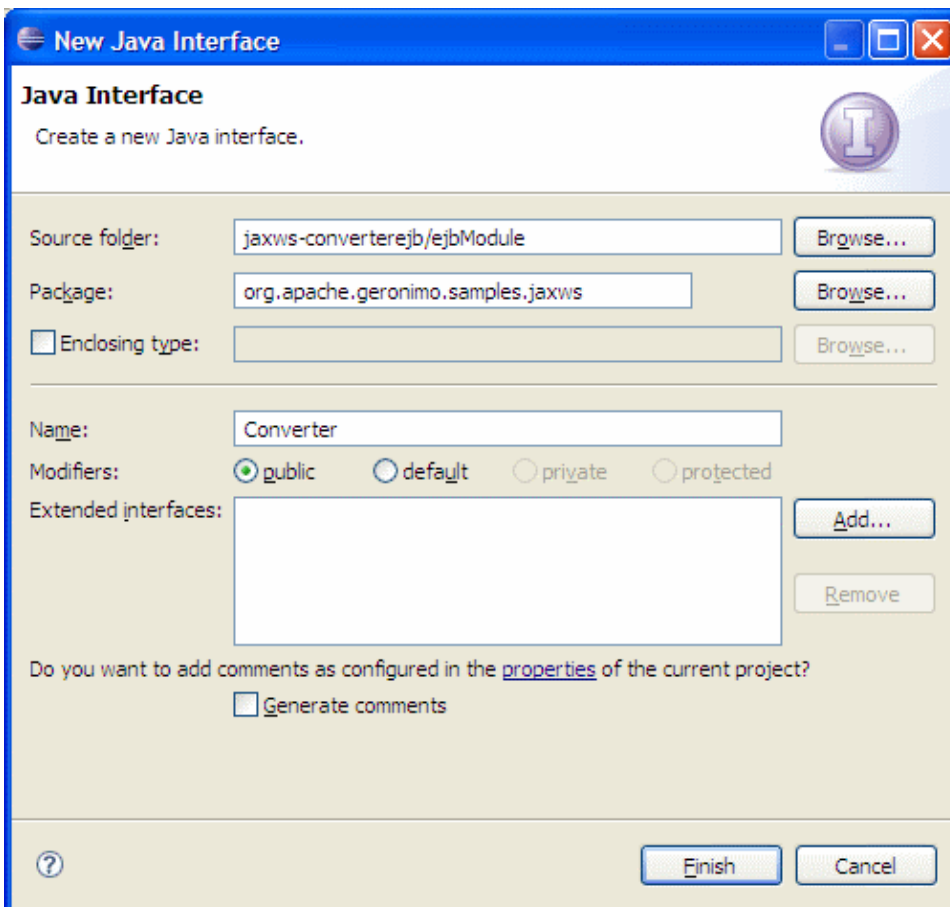 New Java Interface
Java Interface
Create a new Java interface.
Source folder: jaxws-converterejb/ejbModule Browse...
Package: org.apache.geronimo.samples.jaxws Browse...
Enclosing type: Browse...
Name: Converter
Modifiers: public default private protected
Extended interfaces: Add...
Remove
Do you want to add comments as configured in the properties of the current project?
Generate comments
? Finish Cancel